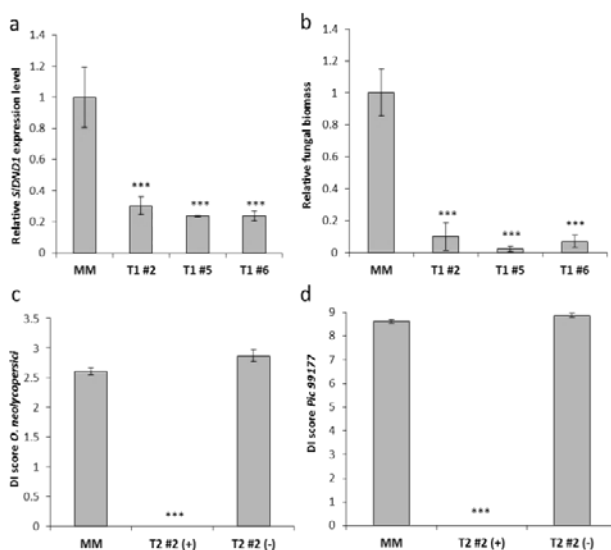 a
Relative SlDND1 expression level
1.4
1.2
1
0.8
0.6
0.4
0.2
0
***
***
***
MM
T1 #2
T1 #5
T1 #6
b
Relative fungal biomass
1.4
1.2
1
0.8
0.6
0.4
0.2
0
***
***
***
MM
T1 #2
T1 #5
T1 #6
c
DI score O. neolycopersici
3.5
3
2.5
2
1.5
1
0.5
0
***
MM
T2 #2 (+)
T2 #2 (-)
d
DI score Pic 99177
10
9
8
7
6
5
4
3
2
1
0
***
MM
T2 #2 (+)
T2 #2 (-)